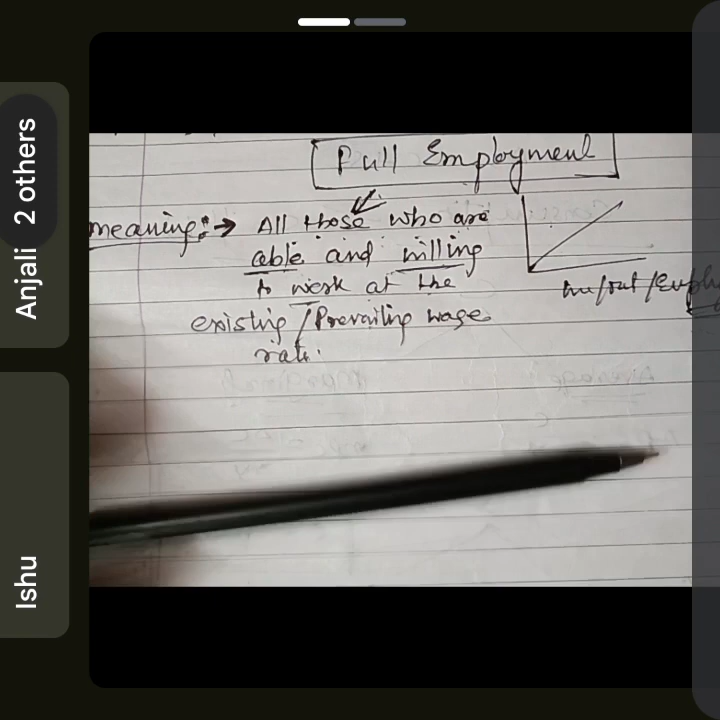 Full Employment
meaning:→ All those who are
able and willing
to work at the
existing / Prevailing wage
rate.
Anjali 2 others
Ishu